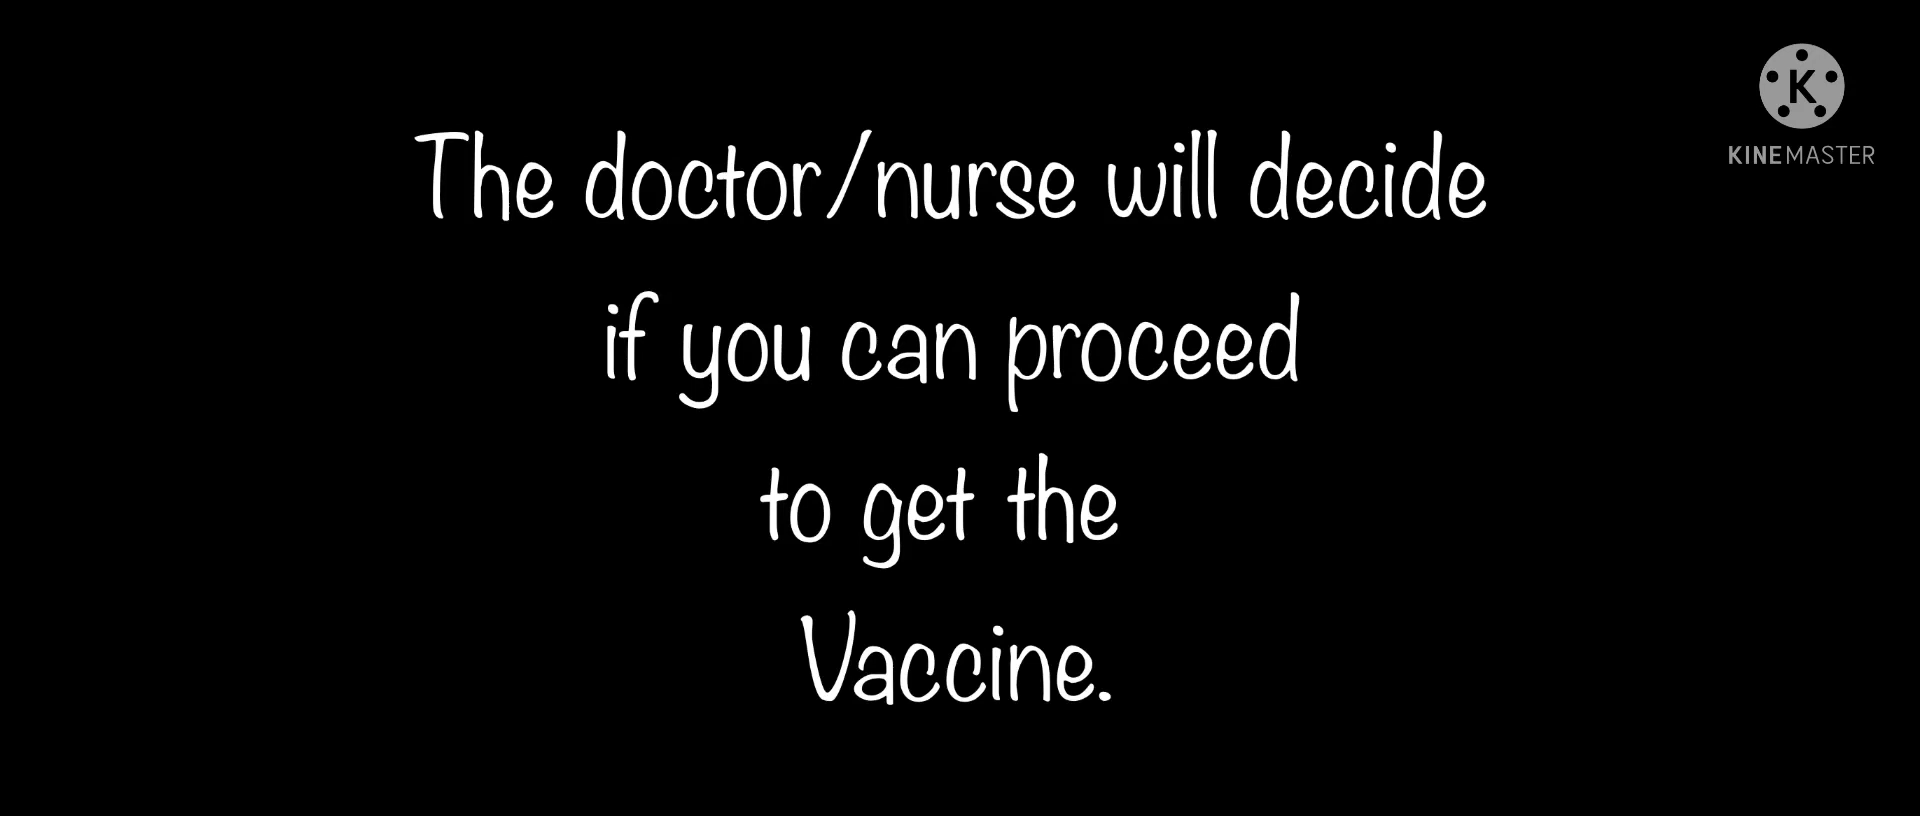 The doctor/nurse will decide
if you can proceed
to get the
Vaccine.
K
KINEMASTER